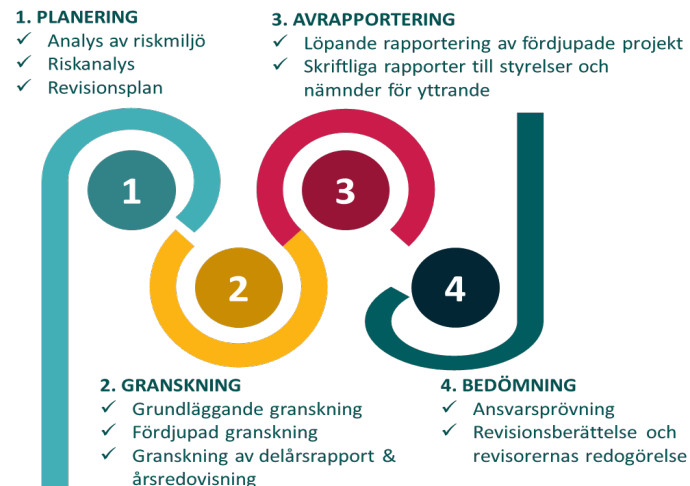 1. PLANERING
✓ Analys av riskmiljö
✓ Riskanalys
✓ Revisionsplan
3. AVRAPPORTERING
✓ Löpande rapportering av fördjupade projekt
✓ Skriftliga rapporter till styrelser och
nämnder för yttrande
1
3
2
4
2. GRANSKNING
✓ Grundläggande granskning
✓ Fördjupad granskning
✓ Granskning av delårsrapport &
årsredovisning
4. BEDÖMNING
✓ Ansvarsprövning
✓ Revisionsberättelse och
revisorernas redogörelse